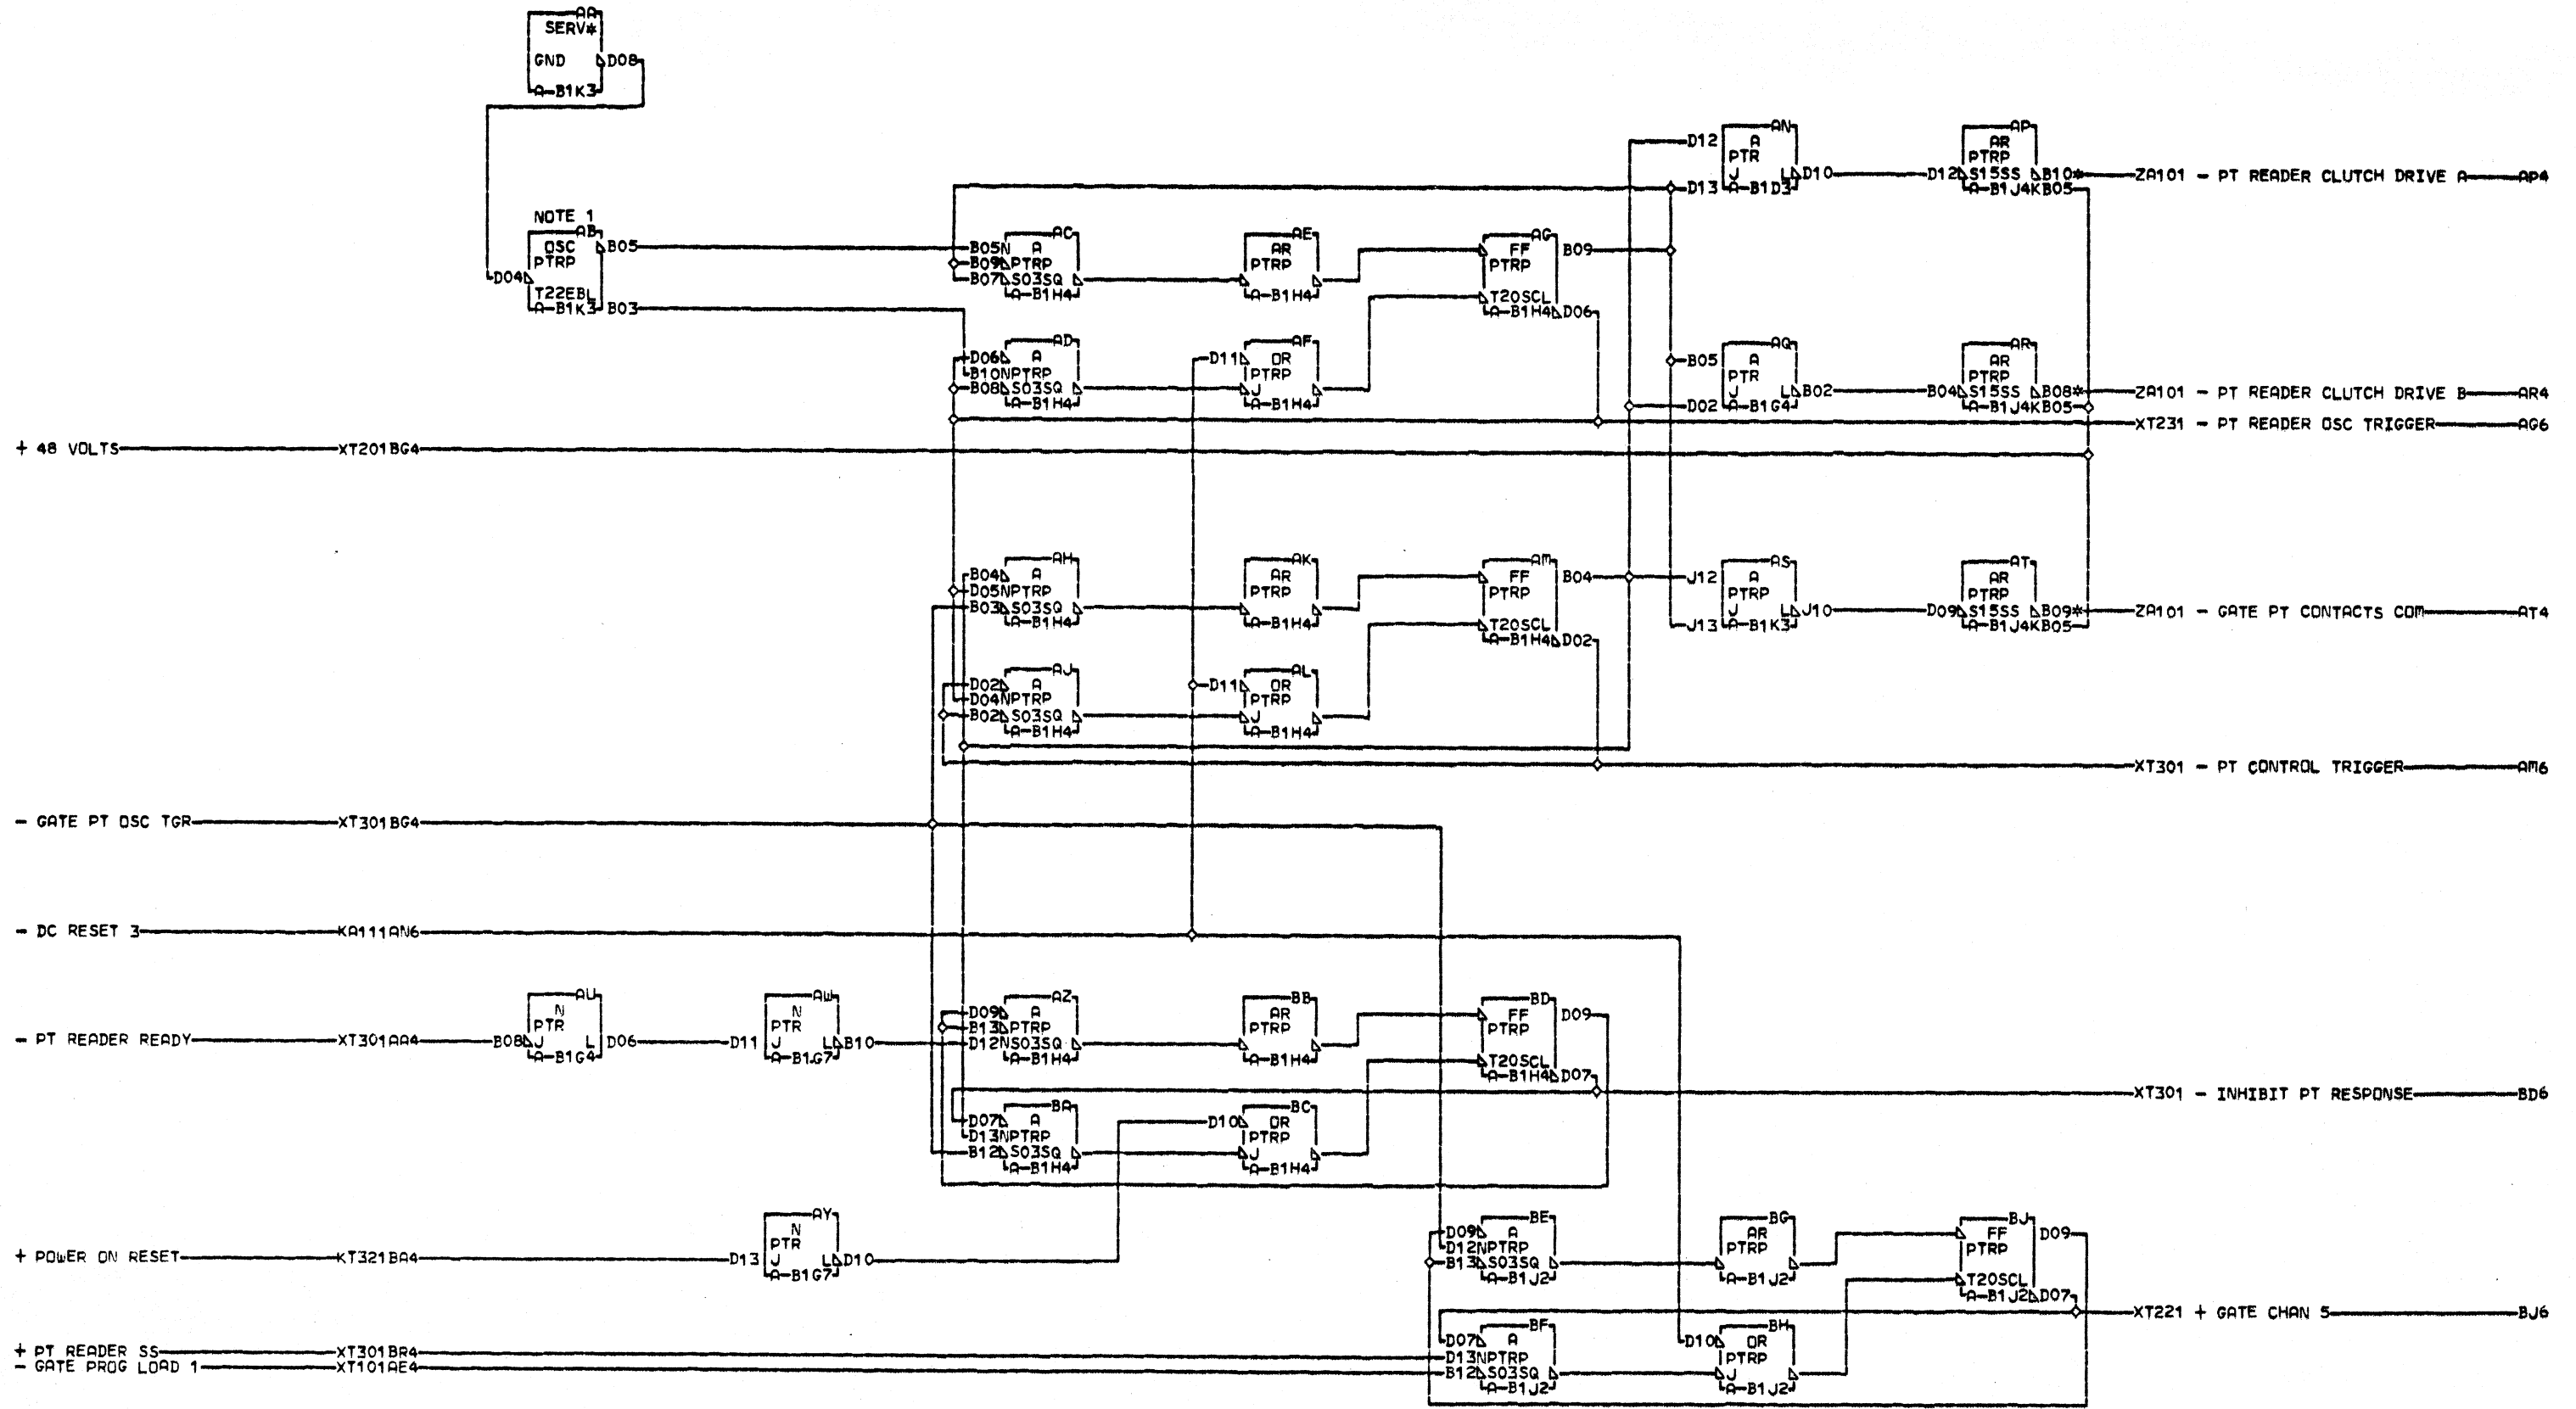 AA
SERV*
GND D08
A-B1K3
NOTE 1
AB
OSC B05
PTRP
D04
T22EBL
A-B1K3 B03
AC
B05N A
B09 PTRP
B07 S03SQ
A-B1H4
AE
AR
PTRP
A-B1H4
AG
FF B09
PTRP
T20SCL
A-B1H4 D06
AD
D06 A
B10NPTRP
B08 S03SQ
A-B1H4
AF
D11 OR
PTRP
J
A-B1H4
AN
D12 A
PTR
J L D10
D13 A-B1D3
AP
AR
PTRP
D12 S15SS B10* ZA101 - PT READER CLUTCH DRIVE A AP4
A-B1J4KB05
AQ
B05 A
PTR
J L B02
D02 A-B1G4
AR
AR
PTRP
B04 S15SS B08* ZA101 - PT READER CLUTCH DRIVE B AR4
A-B1J4KB05
XT231 - PT READER OSC TRIGGER AG6
+ 48 VOLTS XT201BG4
AH
B04 A
D05NPTRP
B03 S03SQ
A-B1H4
AK
AR
PTRP
A-B1H4
AM
FF B04
PTRP
T20SCL
A-B1H4 D02
AS
J12 A
PTRP
J L J10
J13 A-B1K3
AT
AR
PTRP
D09 S15SS B09* ZA101 - GATE PT CONTACTS COM AT4
A-B1J4KB05
AJ
D02 A
D04NPTRP
B02 S03SQ
A-B1H4
AL
D11 OR
PTRP
J
A-B1H4
XT301 - PT CONTROL TRIGGER AM6
- GATE PT OSC TGR XT301BG4
- DC RESET 3 KA111AN6
AU
N
PTR
- PT READER READY XT301AA4 B08 J L D06
A-B1G4
AW
N
PTR
D11 J L B10
A-B1G7
AZ
D09 A
B13 PTRP
D12NS03SQ
A-B1H4
BB
AR
PTRP
A-B1H4
BD
FF D09
PTRP
T20SCL
A-B1H4 D07
XT301 - INHIBIT PT RESPONSE BD6
BA
D07 A
D13NPTRP
B12 S03SQ
A-B1H4
BC
D10 OR
PTRP
J
A-B1H4
AY
N
PTR
+ POWER ON RESET KT321BA4 D13 J L D10
A-B1G7
BE
D09 A
D12NPTRP
B13 S03SQ
A-B1J2
BG
AR
PTRP
A-B1J2
BJ
FF D09
PTRP
T20SCL
A-B1J2 D07
XT221 + GATE CHAN 5 BJ6
BF
D07 A
+ PT READER SS XT301BR4 D13NPTRP
- GATE PROG LOAD 1 XT101AE4 B12 S03SQ
A-B1J2
BH
D10 OR
PTRP
J
A-B1J2